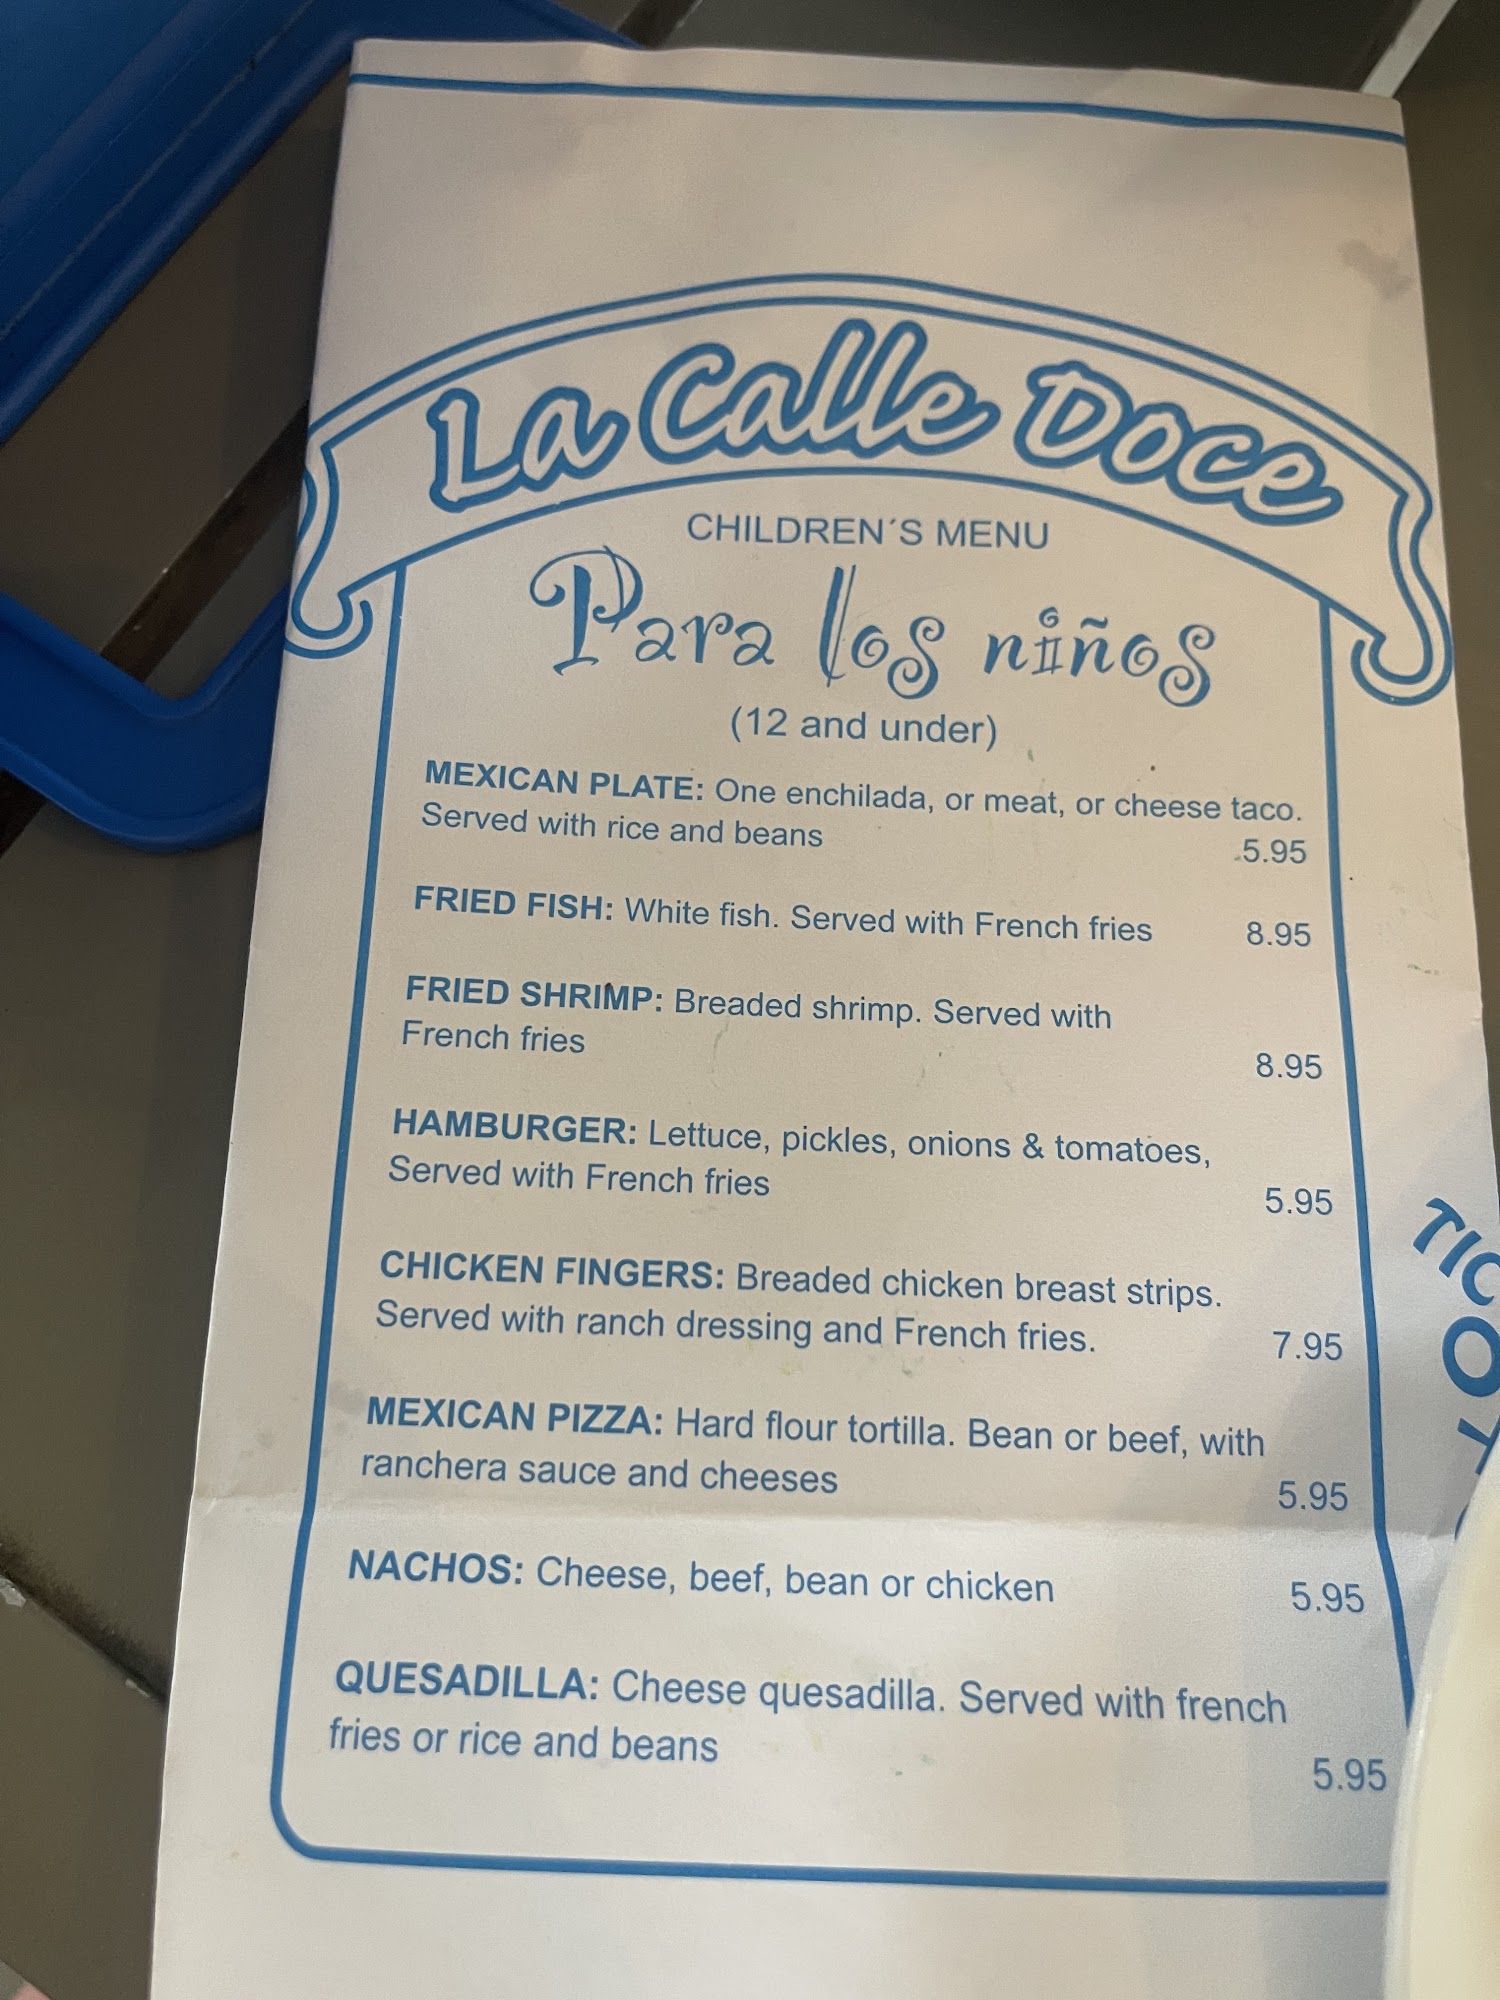 La Calle Doce
CHILDREN´S MENU
Para los niños
(12 and under)
MEXICAN PLATE: One enchilada, or meat, or cheese taco.
Served with rice and beans 5.95
FRIED FISH: White fish. Served with French fries 8.95
FRIED SHRIMP: Breaded shrimp. Served with
French fries 8.95
HAMBURGER: Lettuce, pickles, onions & tomatoes,
Served with French fries 5.95
CHICKEN FINGERS: Breaded chicken breast strips.
Served with ranch dressing and French fries. 7.95
MEXICAN PIZZA: Hard flour tortilla. Bean or beef, with
ranchera sauce and cheeses 5.95
NACHOS: Cheese, beef, bean or chicken 5.95
QUESADILLA: Cheese quesadilla. Served with french
fries or rice and beans 5.95